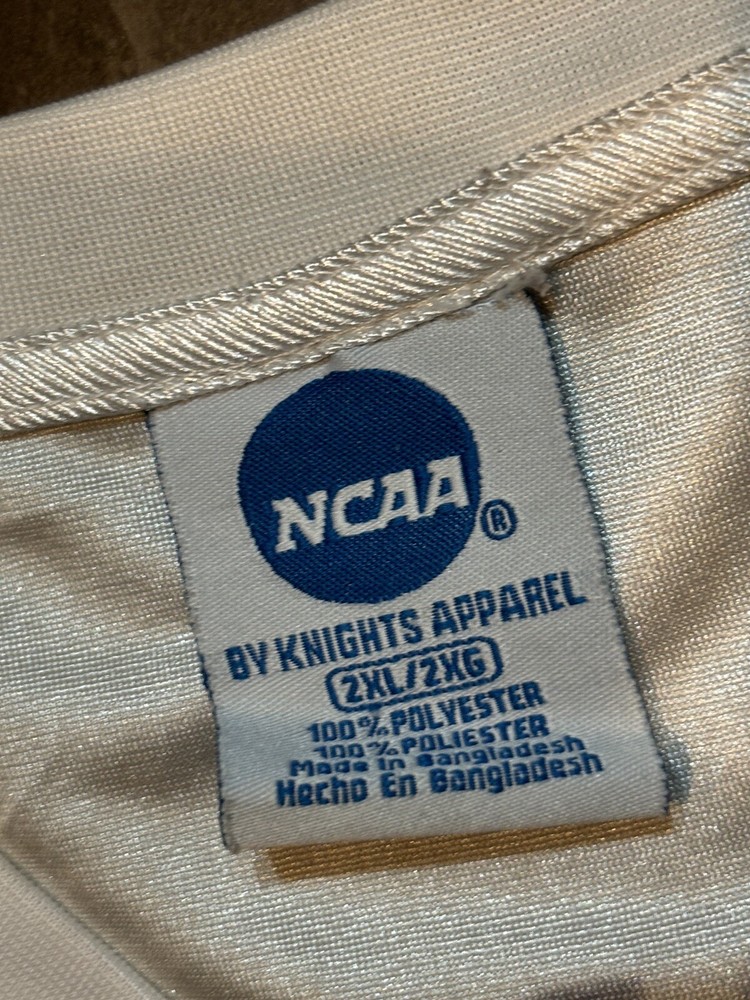 NCAA
®
BY KNIGHTS APPAREL
2XL/2XG
100% POLYESTER
100% POLIESTER
Made In Bangladesh
Hecho En Bangladesh